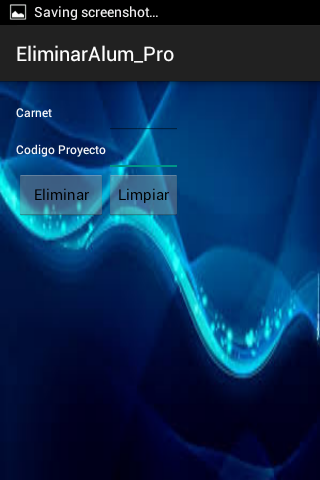 Saving screenshot...
EliminarAlum_Pro
Carnet
Codigo Proyecto
Eliminar Limpiar